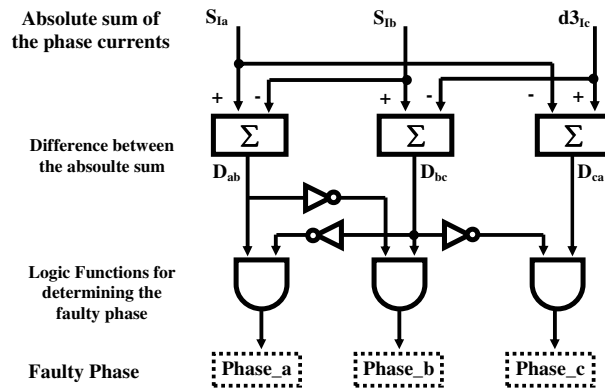 Absolute sum of
the phase currents
S_Ia
S_Ib
d3_Ic
+
-
+
-
-
+
Σ
Σ
Σ
Difference between
the absoulte sum
D_ab
D_bc
D_ca
Logic Functions for
determining the
faulty phase
Faulty Phase
Phase_a
Phase_b
Phase_c